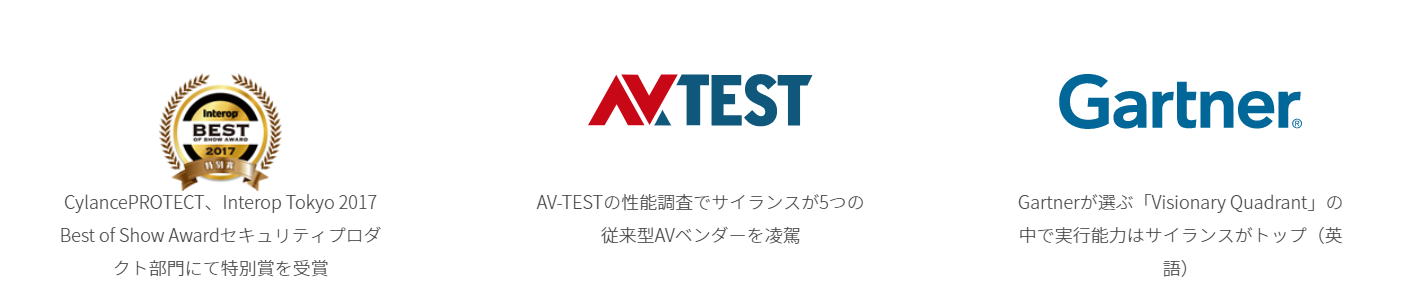 Interop
BEST
OF SHOW AWARD
2017
特別賞
CylancePROTECT、Interop Tokyo 2017
Best of Show Awardセキュリティプロダ
クト部門にて特別賞を受賞
AV-TEST
AV-TESTの性能調査でサイランスが5つの
従来型AVベンダーを凌駕
Gartner®
Gartnerが選ぶ「Visionary Quadrant」の
中で実行能力はサイランスがトップ（英
語）